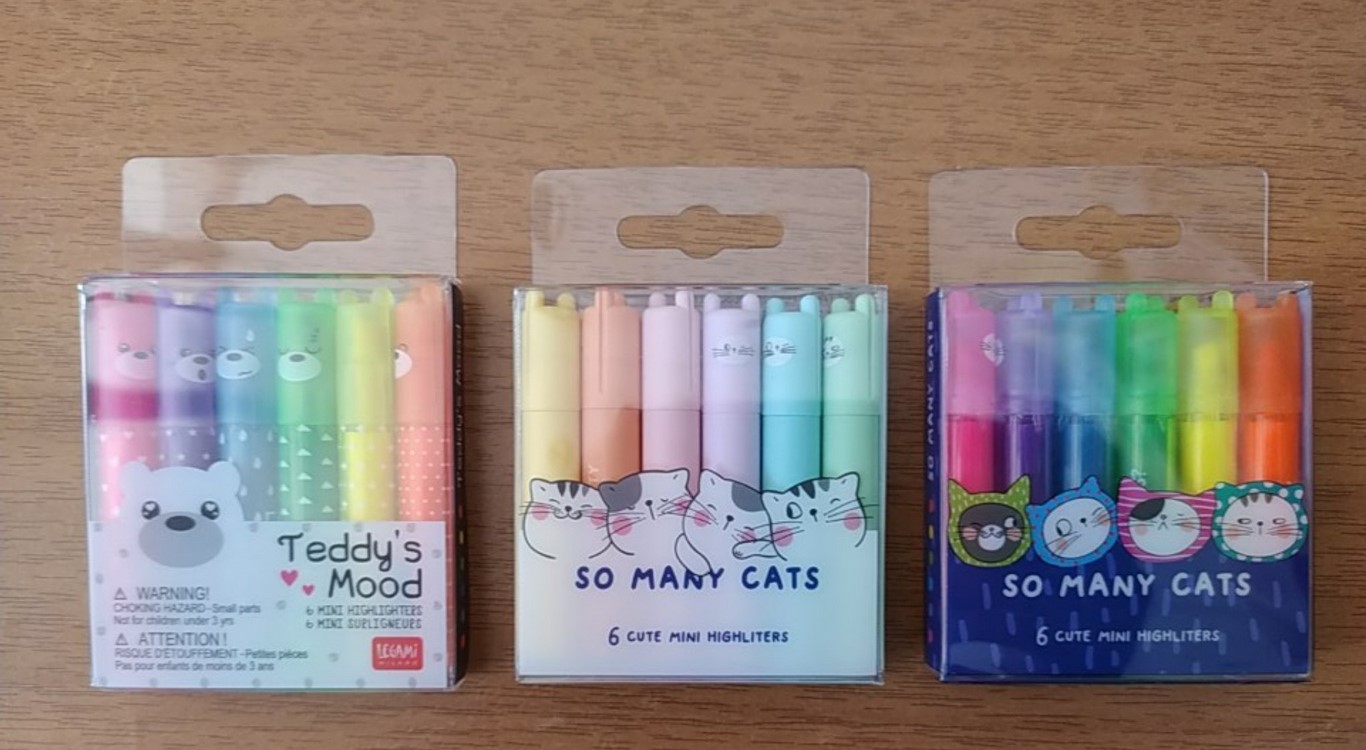 Teddy's
Mood
6 MINI HIGHLIGHTERS
6 MINI SURLIGNEURS
⚠ WARNING!
CHOKING HAZARD-Small parts
Not for children under 3 yrs
⚠ ATTENTION!
RISQUE D'ÉTOUFFEMENT-Petites pièces
Pas pour enfants de moins de 3 ans
LEGAMI
MILANO
Teddy's Mood
SO MANY CATS
6 CUTE MINI HIGHLITERS
SO MANY CATS
SO MANY CATS
6 CUTE MINI HIGHLITERS